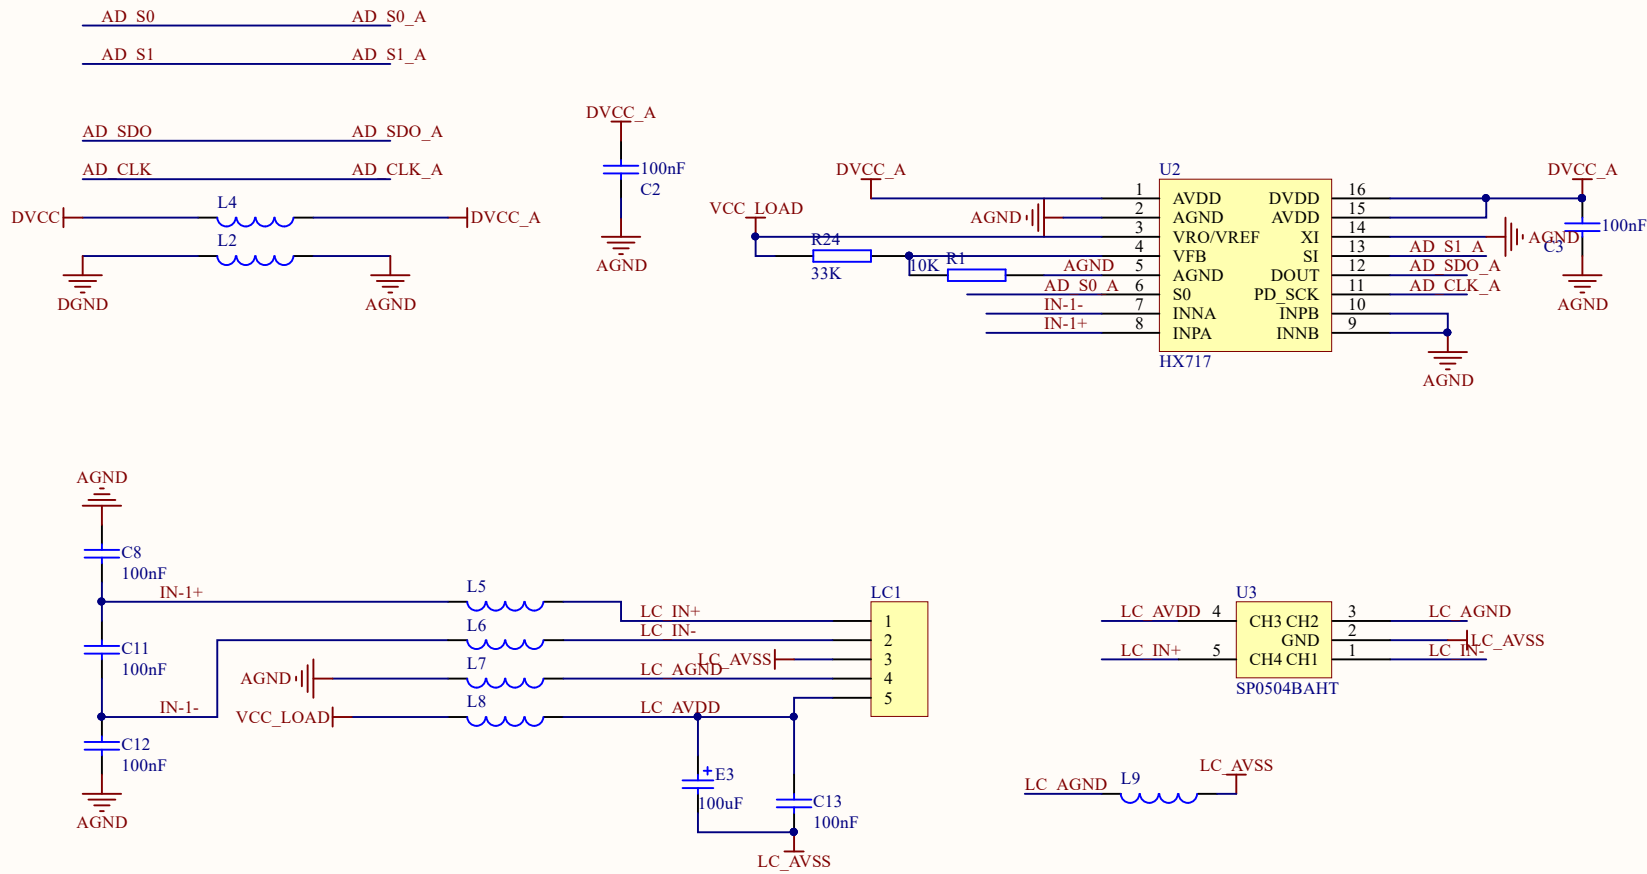 AD_S0 AD_S0_A
AD_S1 AD_S1_A
AD_SDO AD_SDO_A
AD_CLK AD_CLK_A
DVCC L4 DVCC_A
L2
DGND AGND
DVCC_A
100nF
C2
AGND
U2
DVCC_A 1 AVDD DVDD 16 DVCC_A
AGND 2 AGND AVDD 15
VCC_LOAD 3 VRO/VREF XI 14 AGND
100nF
C3
R24 4 VFB SI 13 AD_S1_A
33K
10K R1 AGND 5 AGND DOUT 12 AD_SDO_A
AD_S0_A 6 S0 PD_SCK 11 AD_CLK_A
IN-1- 7 INNA INPB 10
IN-1+ 8 INPA INNB 9
AGND
HX717
AGND
AGND
C8
100nF
IN-1+ L5 LC_IN+
L6 LC_IN-
C11
100nF
LC_AVSS
AGND L7 LC_AGND
IN-1- VCC_LOAD L8 LC_AVDD
C12
100nF
AGND
LC1
1
2
3
4
5
E3
100uF
C13
100nF
LC_AVSS
U3
LC_AVDD 4 CH3 CH2 3 LC_AGND
GND 2 LC_AVSS
LC_IN+ 5 CH4 CH1 1 LC_IN-
SP0504BAHT
LC_AGND L9 LC_AVSS